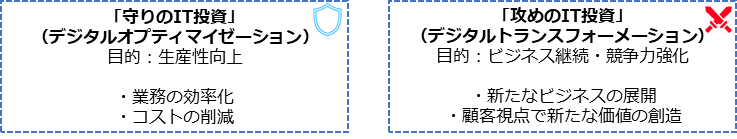 「守りのIT投資」
（デジタルオプティマイゼーション）
目的：生産性向上
・業務の効率化
・コストの削減
「攻めのIT投資」
（デジタルトランスフォーメーション）
目的：ビジネス継続・競争力強化
・新たなビジネスの展開
・顧客視点で新たな価値の創造